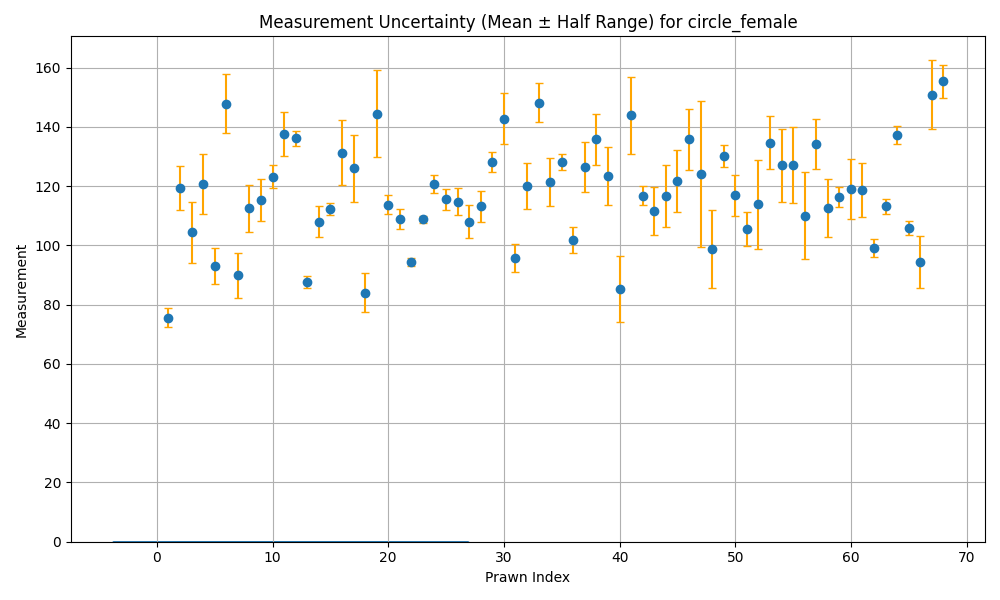 Measurement Uncertainty (Mean ± Half Range) for circle_female
160
140
120
100
80
60
40
20
0
Measurement
0 10 20 30 40 50 60 70
Prawn Index